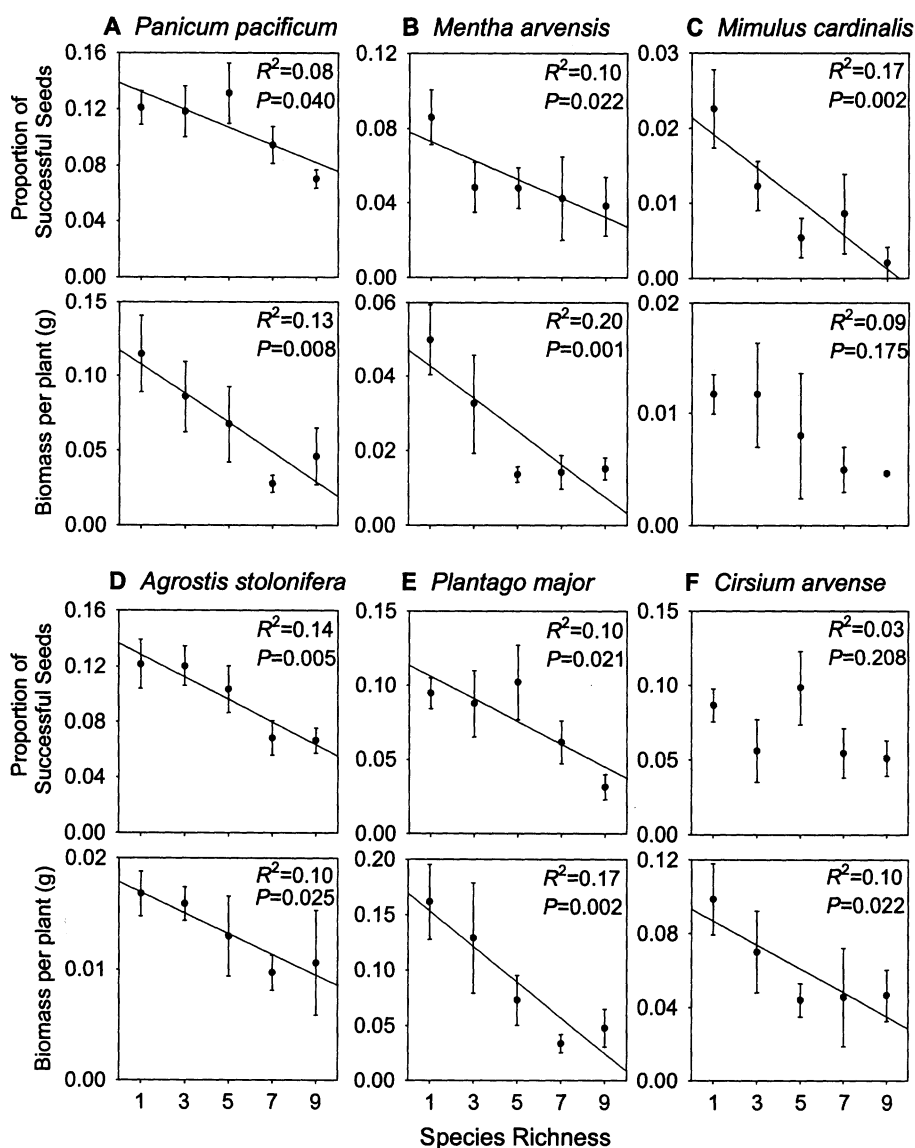 A Panicum pacificum
B Mentha arvensis
C Mimulus cardinalis
Proportion of
Successful Seeds
0.16
0.12
0.08
0.04
0.00
R²=0.08
P=0.040
0.12
0.08
0.04
0.00
R²=0.10
P=0.022
0.03
0.02
0.01
0.00
R²=0.17
P=0.002
Biomass per plant (g)
0.15
0.10
0.05
0.00
R²=0.13
P=0.008
0.06
0.04
0.02
0.00
R²=0.20
P=0.001
0.02
0.01
0.00
R²=0.09
P=0.175
D Agrostis stolonifera
E Plantago major
F Cirsium arvense
Proportion of
Successful Seeds
0.16
0.12
0.08
0.04
0.00
R²=0.14
P=0.005
0.15
0.10
0.05
0.00
R²=0.10
P=0.021
0.15
0.10
0.05
0.00
R²=0.03
P=0.208
Biomass per plant (g)
0.02
0.01
0.00
R²=0.10
P=0.025
0.20
0.15
0.10
0.05
0.00
R²=0.17
P=0.002
0.12
0.08
0.04
0.00
R²=0.10
P=0.022
1 3 5 7 9
1 3 5 7 9
1 3 5 7 9
Species Richness